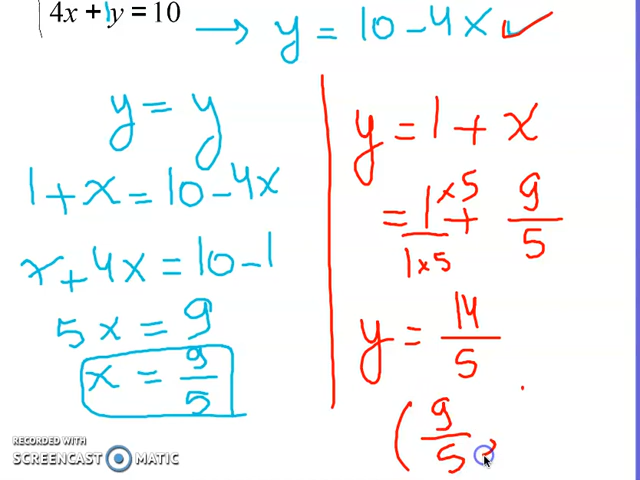 4x + 1y = 10 → y = 10 - 4x ✓
y = y
1 + x = 10 - 4x
x + 4x = 10 - 1
5x = 9
x = 9/5
y = 1 + x
= 1 × 5 / 1 × 5 + 9/5
y = 14/5
( 9/5 ,
RECORDED WITH
SCREENCAST MATIC